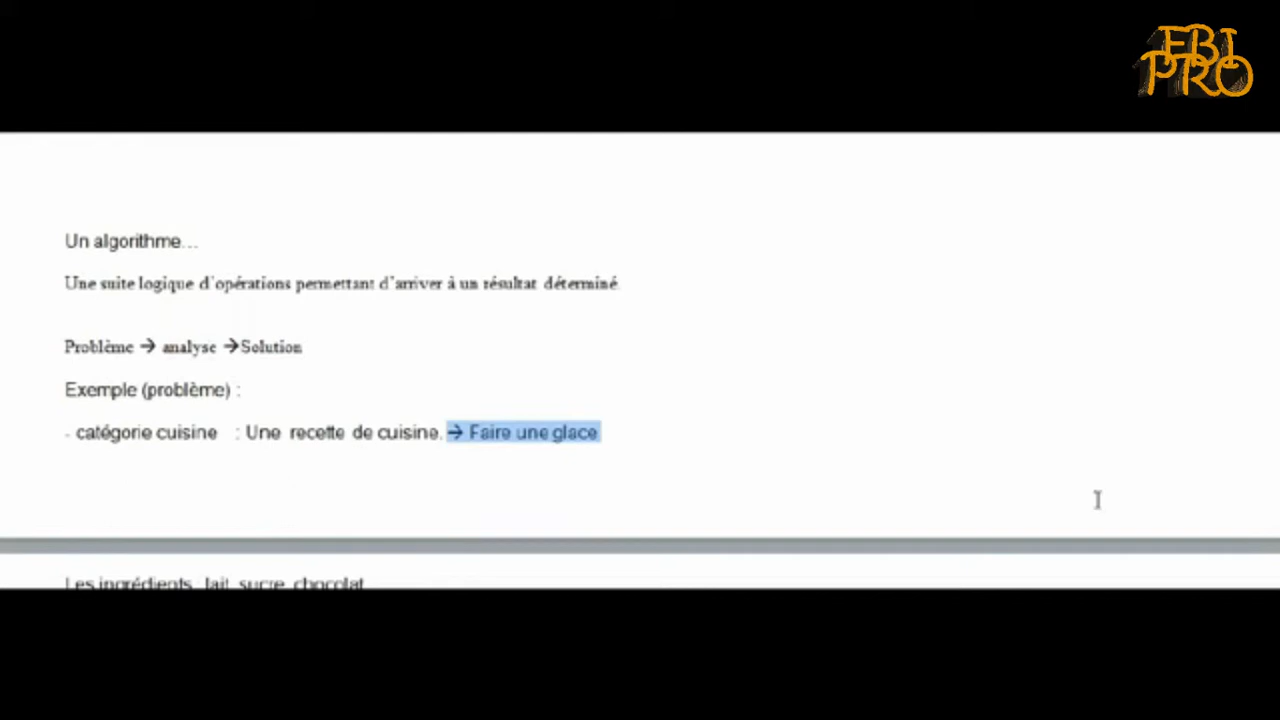 FBI
PRO
Un algorithme...
Une suite logique d'opérations permettant d'arriver à un résultat déterminé.
Problème → analyse →Solution
Exemple (problème) :
- catégorie cuisine : Une recette de cuisine. → Faire une glace
Les ingrédients lait sucre chocolat